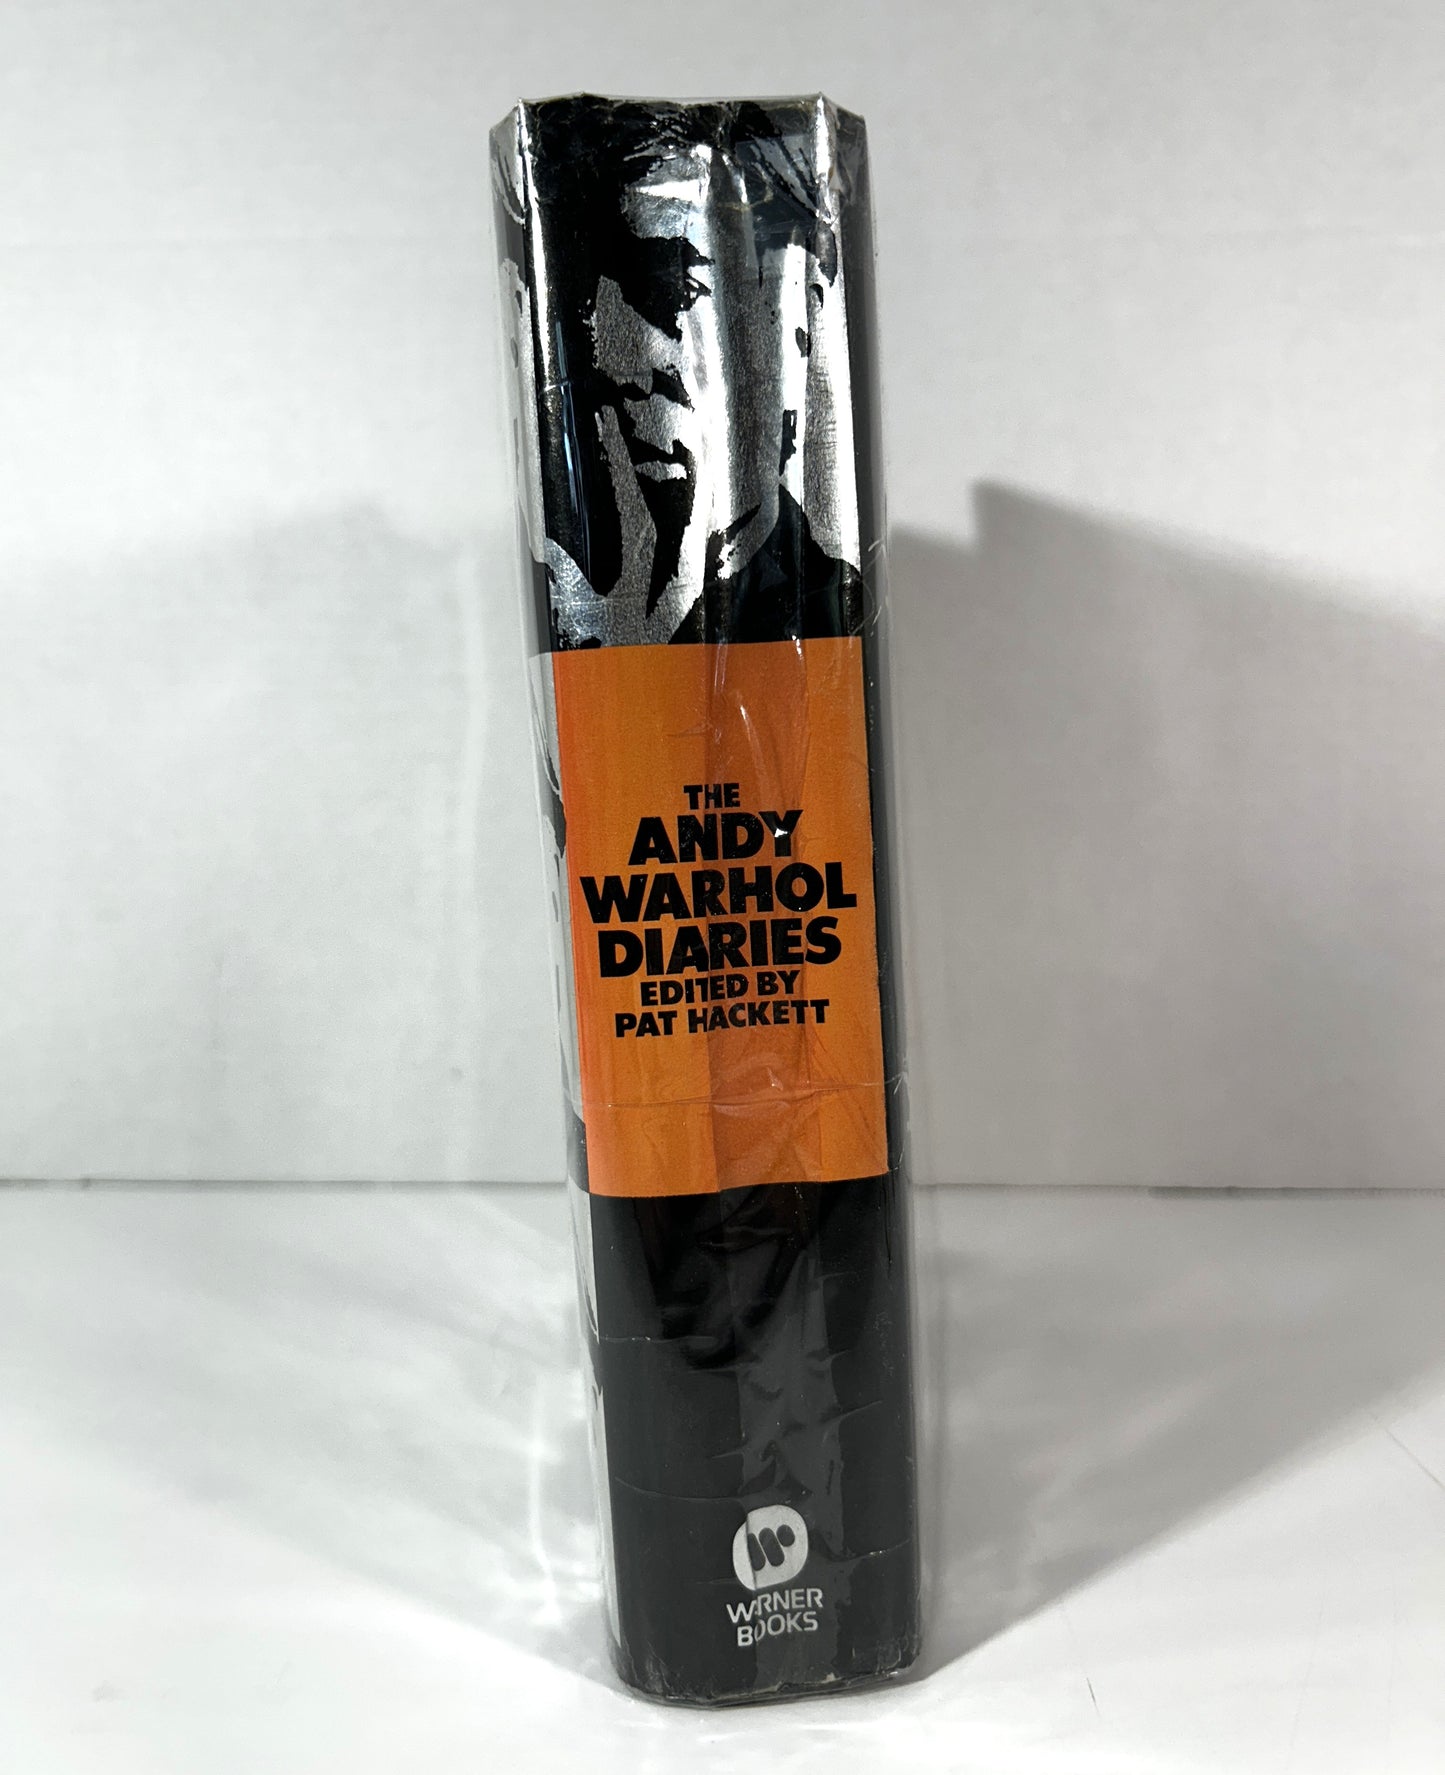 THE
ANDY
WARHOL
DIARIES
EDITED BY
PAT HACKETT
WARNER
BOOKS